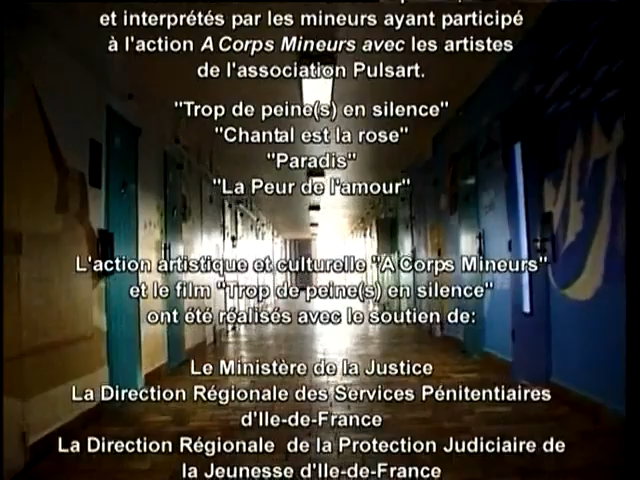 et interprétés par les mineurs ayant participé
à l'action A Corps Mineurs avec les artistes
de l'association Pulsart.
"Trop de peine(s) en silence"
"Chantal est la rose"
"Paradis"
"La Peur de l'amour"
L'action artistique et culturelle "A Corps Mineurs"
et le film "Trop de peine(s) en silence"
ont été réalisés avec le soutien de:
Le Ministère de la Justice
La Direction Régionale des Services Pénitentiaires
d'Ile-de-France
La Direction Régionale de la Protection Judiciaire de
la Jeunesse d'Ile-de-France